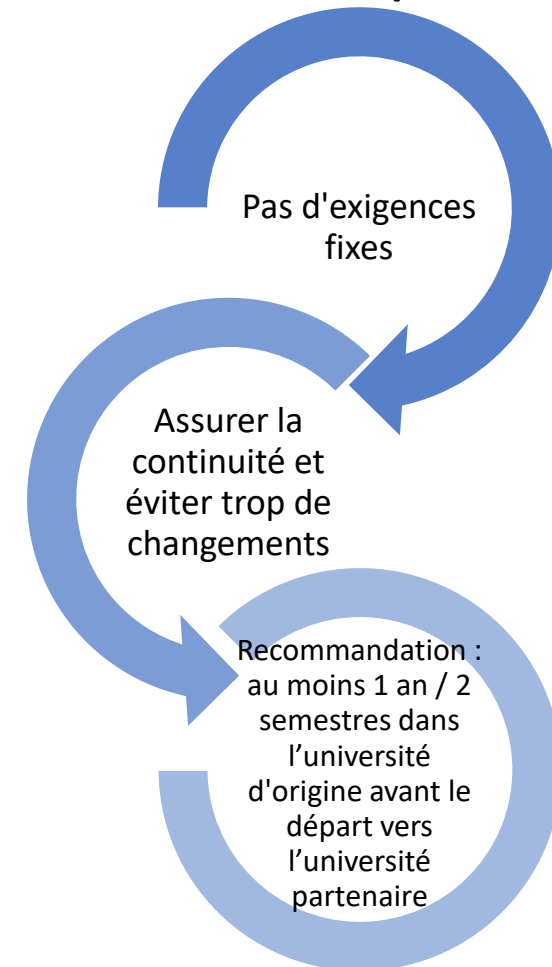 Pas d'exigences
fixes
Assurer la
continuité et
éviter trop de
changements
Recommandation :
au moins 1 an / 2
semestres dans
l’université
d'origine avant le
départ vers
l’université
partenaire